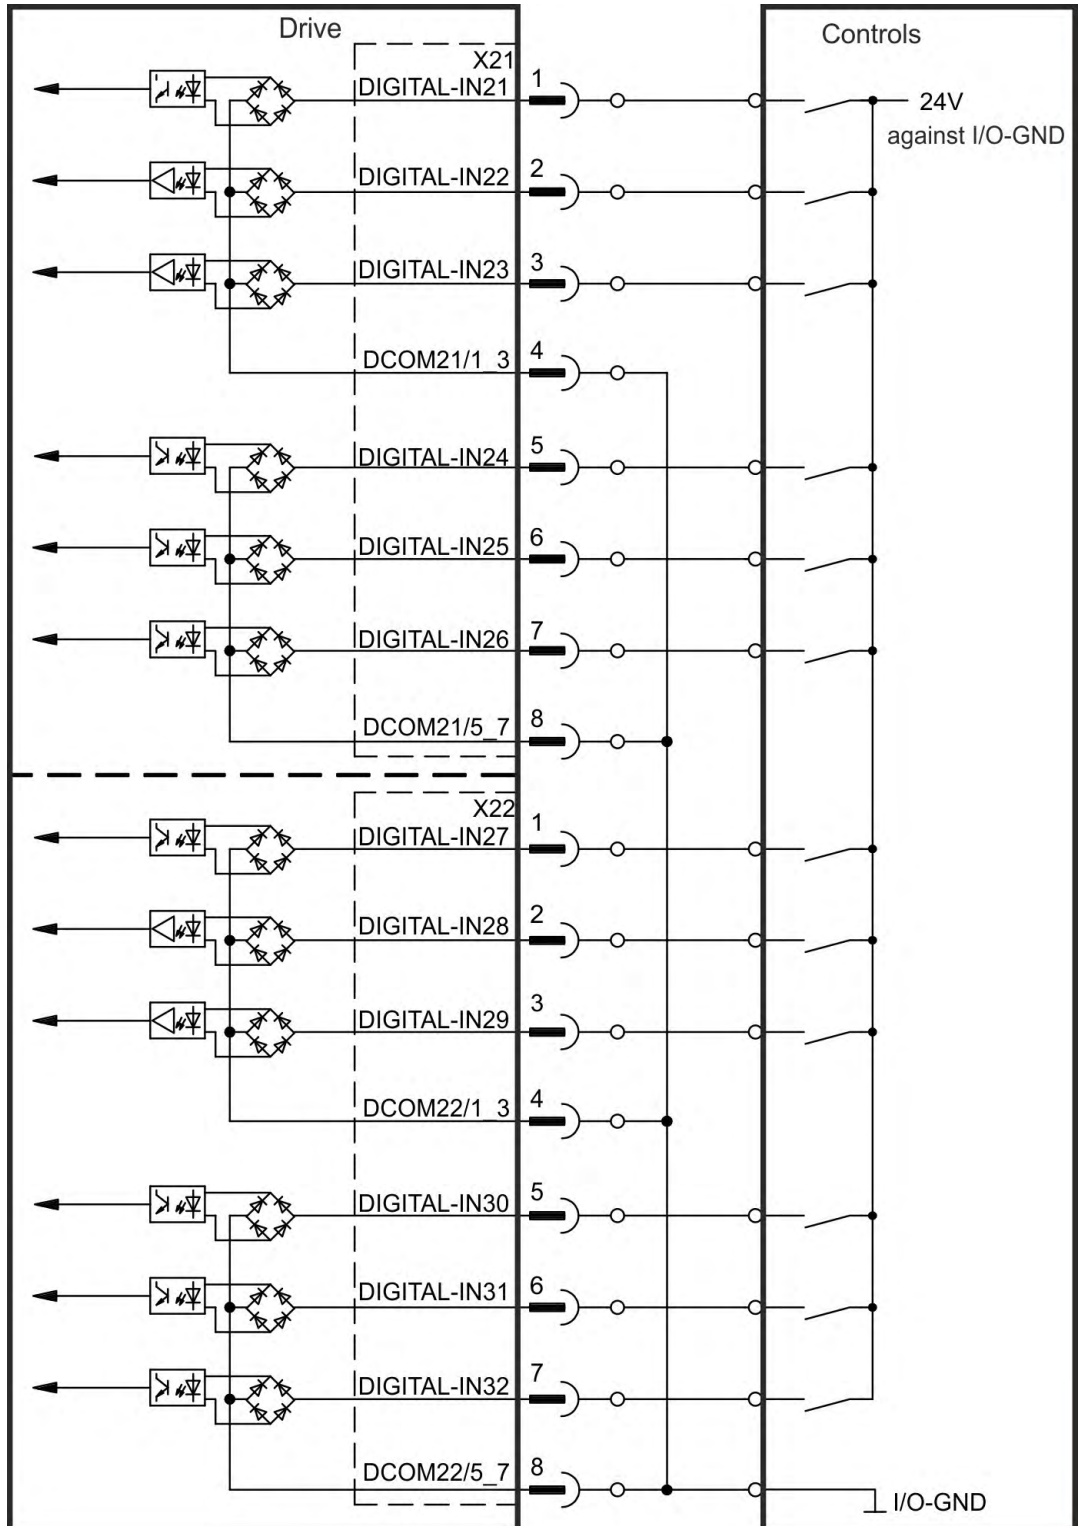 Drive
Controls
X21
DIGITAL-IN21
1
24V
against I/O-GND
DIGITAL-IN22
2
DIGITAL-IN23
3
DCOM21/1_3
4
DIGITAL-IN24
5
DIGITAL-IN25
6
DIGITAL-IN26
7
DCOM21/5_7
8
X22
DIGITAL-IN27
1
DIGITAL-IN28
2
DIGITAL-IN29
3
DCOM22/1_3
4
DIGITAL-IN30
5
DIGITAL-IN31
6
DIGITAL-IN32
7
DCOM22/5_7
8
I/O-GND